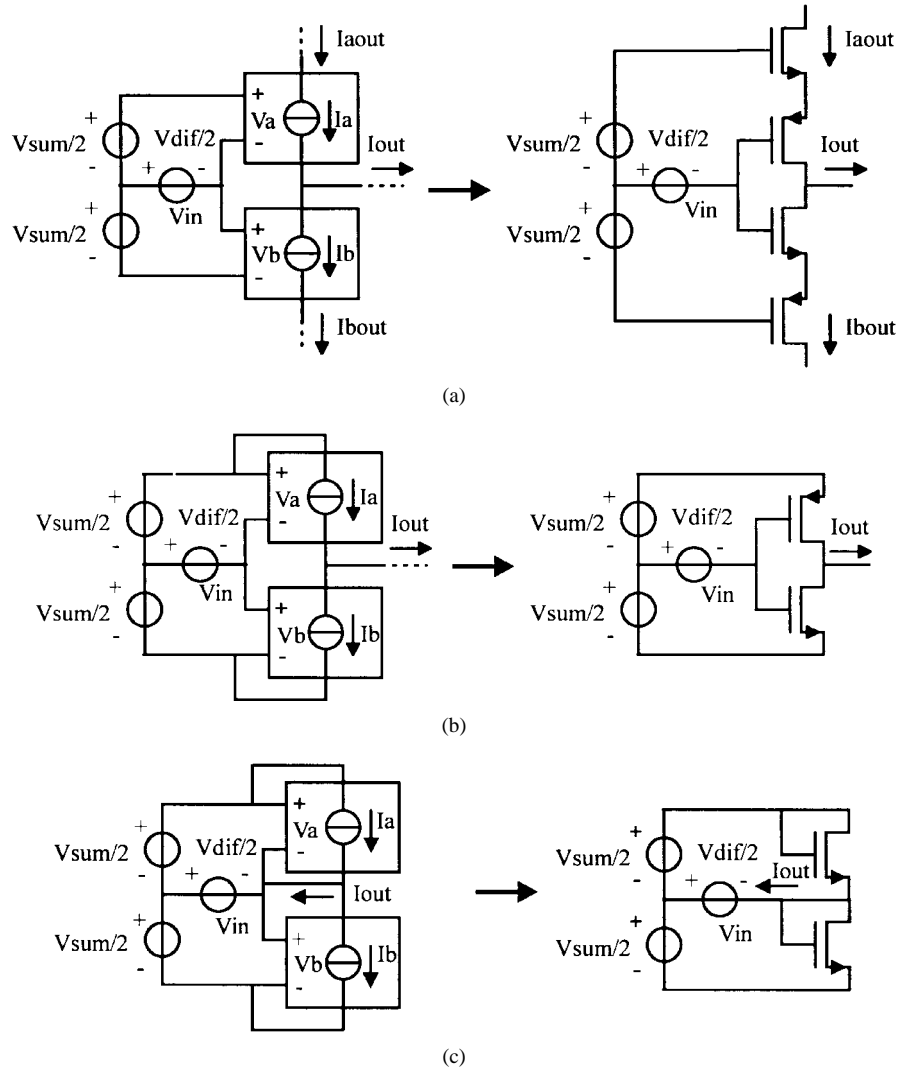 Iaout
+
Va
-
Ia
+
Vsum/2
-
Vdif/2
+ -
Vin
Iout
+
Vsum/2
-
+
Vb
-
Ib
Ibout
Iaout
+
Vsum/2
-
Vdif/2
+ -
Vin
Iout
+
Vsum/2
-
Ibout
(a)
+
Va
-
Ia
+
Vsum/2
-
Vdif/2
+ -
Vin
Iout
+
Vsum/2
-
+
Vb
-
Ib
+
Vsum/2
-
Vdif/2
+ -
Vin
Iout
+
Vsum/2
-
(b)
+
Va
-
Ia
+
Vsum/2
-
Vdif/2
+ -
Vin
Iout
+
Vsum/2
-
+
Vb
-
Ib
+
Vsum/2
-
Vdif/2
+ -
Vin
Iout
+
Vsum/2
-
(c)